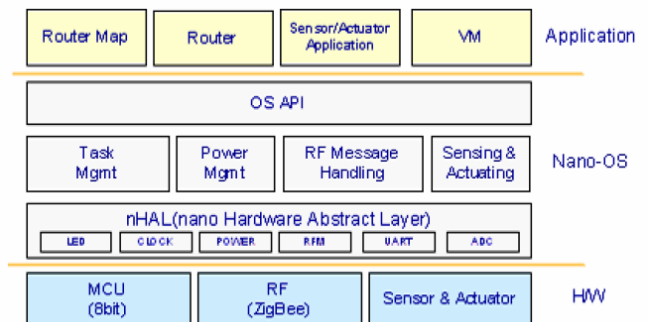 Router Map
Router
Sensor/Actuator
Application
VM
Application
OS API
Task
Mgmt
Power
Mgmt
RF Message
Handling
Sensing &
Actuating
Nano-OS
nHAL(nano Hardware Abstract Layer)
LED
CLOCK
POWER
RFM
UART
ADC
MCU
(8bit)
RF
(ZigBee)
Sensor & Actuator
H/W